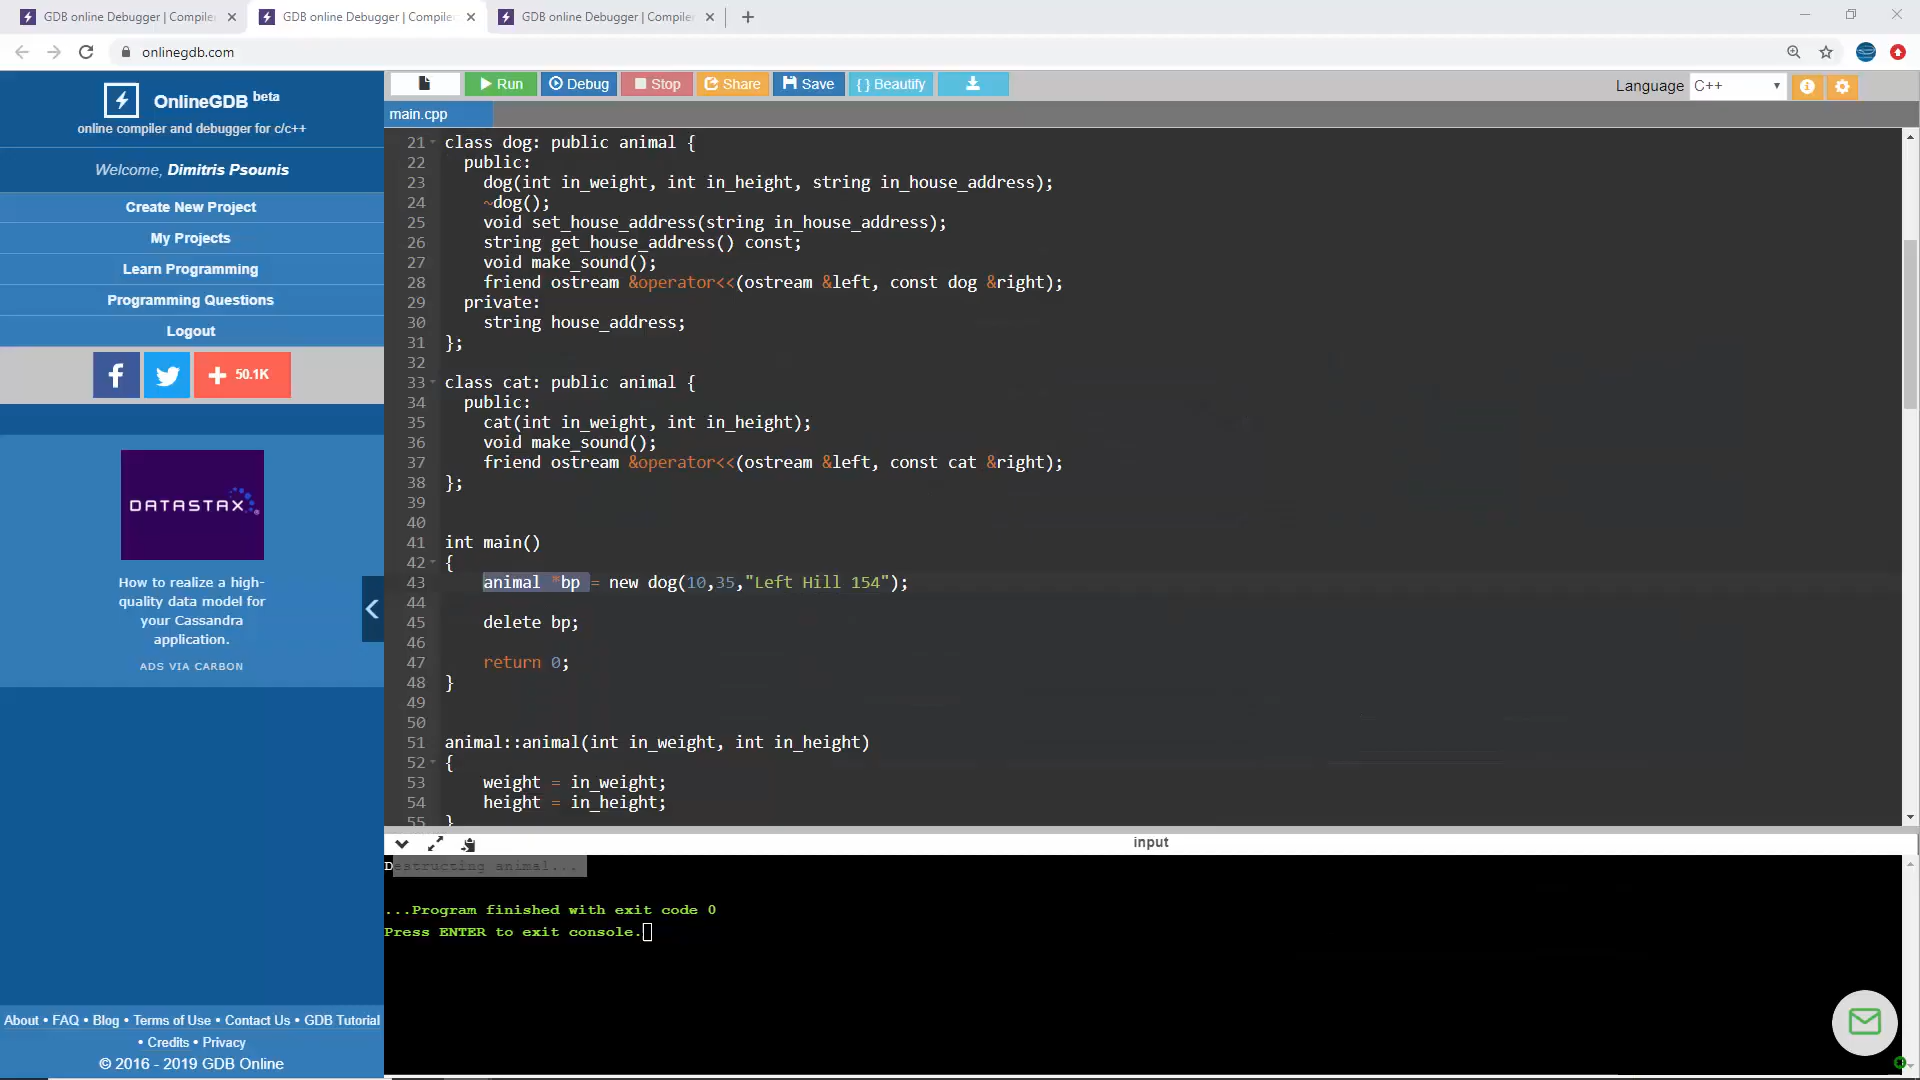 GDB online Debugger | Compiler
GDB online Debugger | Compiler
GDB online Debugger | Compiler
onlinegdb.com
OnlineGDB beta
online compiler and debugger for c/c++
Welcome, Dimitris Psounis
Create New Project
My Projects
Learn Programming
Programming Questions
Logout
50.1K
DATASTAX
How to realize a high-
quality data model for
your Cassandra
application.
ADS VIA CARBON
About • FAQ • Blog • Terms of Use • Contact Us • GDB Tutorial
• Credits • Privacy
© 2016 - 2019 GDB Online
Run Debug Stop Share Save { } Beautify
Language C++
main.cpp
21 class dog: public animal {
22 public:
23 dog(int in_weight, int in_height, string in_house_address);
24 ~dog();
25 void set_house_address(string in_house_address);
26 string get_house_address() const;
27 void make_sound();
28 friend ostream &operator<<(ostream &left, const dog &right);
29 private:
30 string house_address;
31 };
32
33 class cat: public animal {
34 public:
35 cat(int in_weight, int in_height);
36 void make_sound();
37 friend ostream &operator<<(ostream &left, const cat &right);
38 };
39
40
41 int main()
42 {
43 animal *bp = new dog(10,35,"Left Hill 154");
44
45 delete bp;
46
47 return 0;
48 }
49
50
51 animal::animal(int in_weight, int in_height)
52 {
53 weight = in_weight;
54 height = in_height;
55 }
input
Destructing animal...
...Program finished with exit code 0
Press ENTER to exit console.